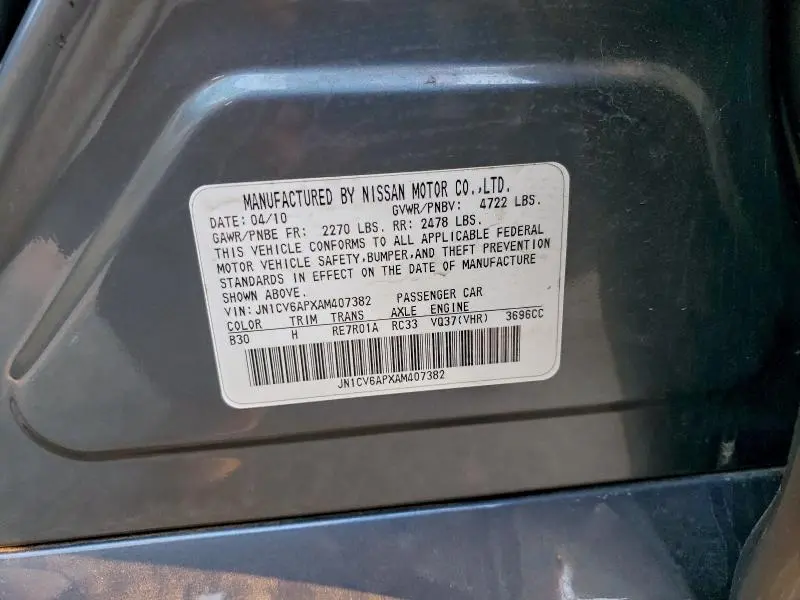 MANUFACTURED BY NISSAN MOTOR CO.,LTD.
DATE: 04/10 GVWR/PNBV: 4722 LBS.
GAWR/PNBE FR: 2270 LBS. RR: 2478 LBS.
THIS VEHICLE CONFORMS TO ALL APPLICABLE FEDERAL
MOTOR VEHICLE SAFETY,BUMPER,AND THEFT PREVENTION
STANDARDS IN EFFECT ON THE DATE OF MANUFACTURE
SHOWN ABOVE.
VIN: JN1CV6APXAM407382 PASSENGER CAR
COLOR TRIM TRANS AXLE ENGINE
B30 H RE7R01A RC33 VQ37(VHR) 3696CC
JN1CV6APXAM407382